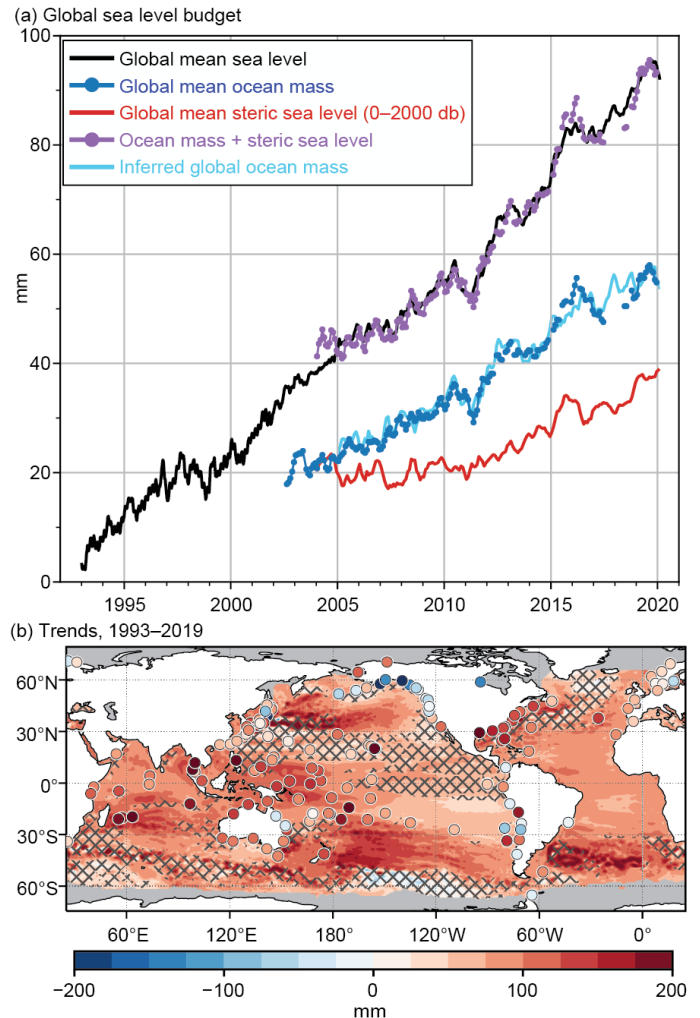 (a) Global sea level budget
100
80
60
40
20
0
mm
Global mean sea level
Global mean ocean mass
Global mean steric sea level (0–2000 db)
Ocean mass + steric sea level
Inferred global ocean mass
1995 2000 2005 2010 2015 2020
(b) Trends, 1993–2019
60°N
30°N
0°
30°S
60°S
60°E 120°E 180° 120°W 60°W 0°
−200 −100 0 100 200
mm